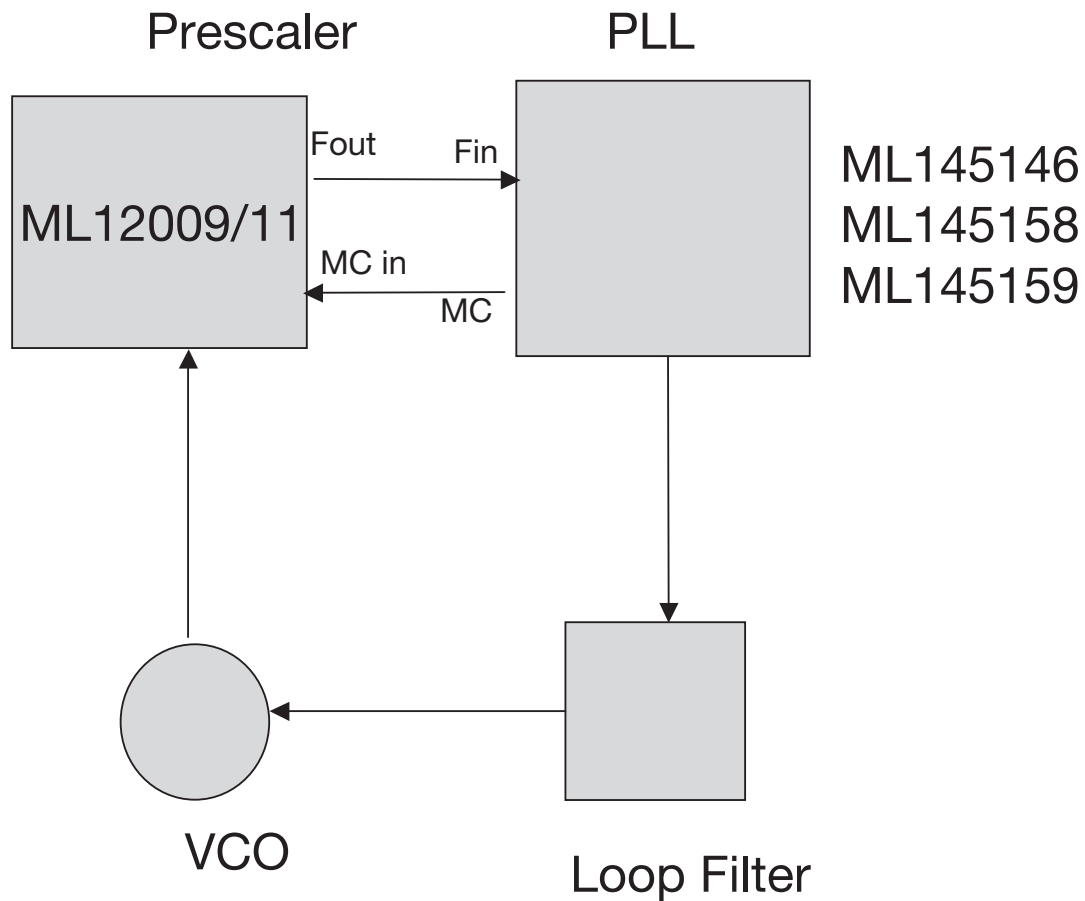 Prescaler
PLL
Fout
Fin
ML12009/11
MC in
MC
ML145146
ML145158
ML145159
VCO
Loop Filter